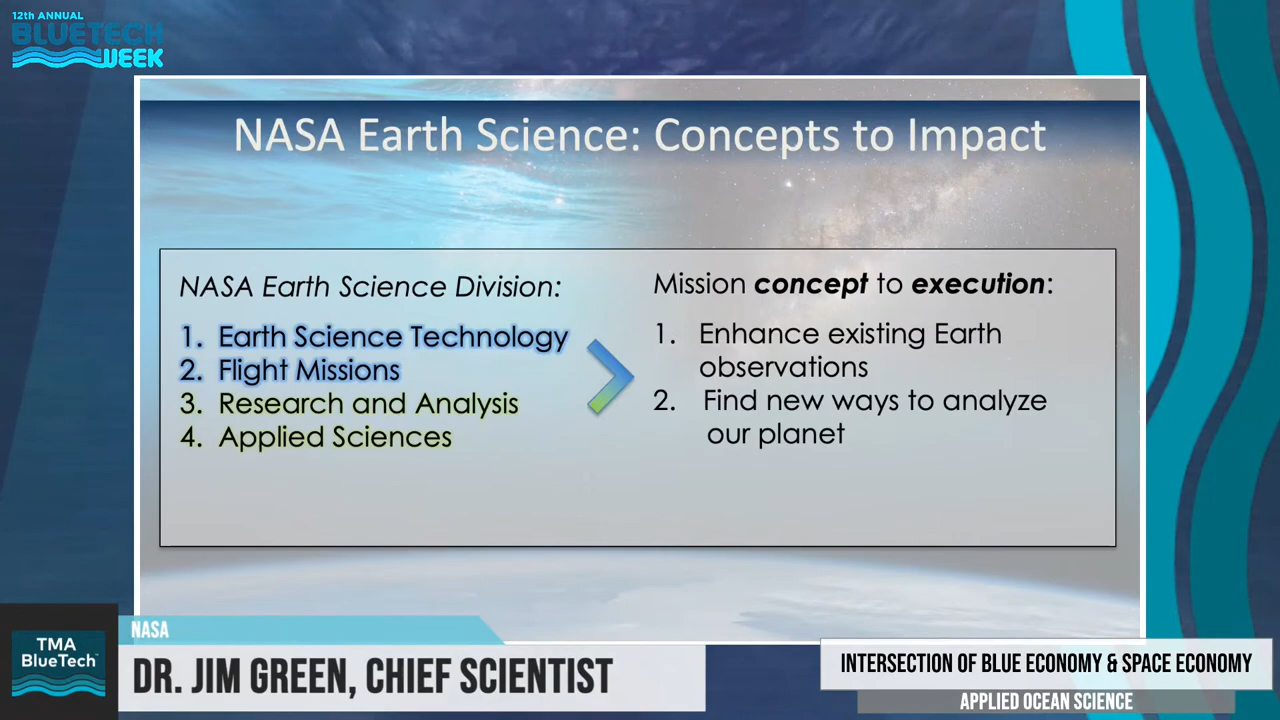 12th ANNUAL
BLUETECH
WEEK
NASA Earth Science: Concepts to Impact
NASA Earth Science Division:
1. Earth Science Technology
2. Flight Missions
3. Research and Analysis
4. Applied Sciences
Mission concept to execution:
1. Enhance existing Earth
observations
2. Find new ways to analyze
our planet
TMA
BlueTech™
NASA
DR. JIM GREEN, CHIEF SCIENTIST
INTERSECTION OF BLUE ECONOMY & SPACE ECONOMY
APPLIED OCEAN SCIENCE